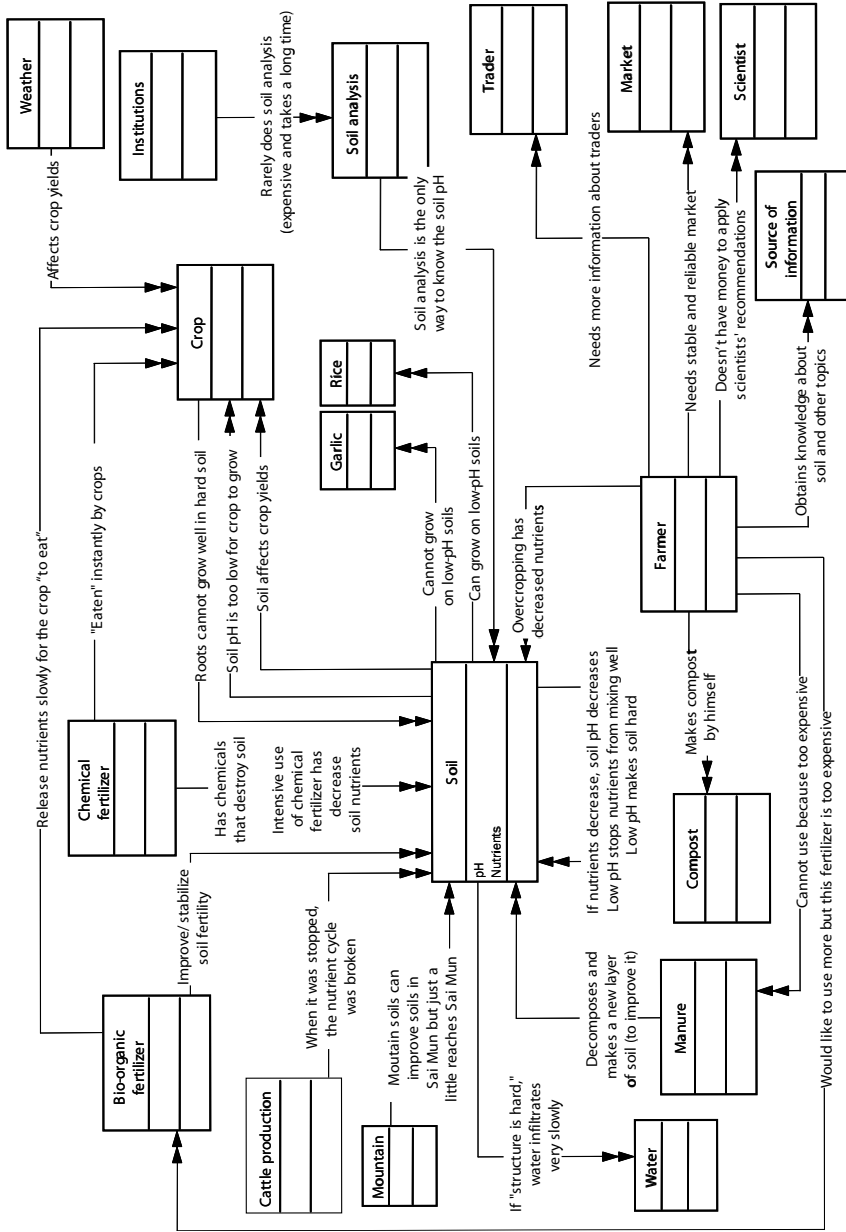 Weather
Affects crop yields
Institutions
Rarely does soil analysis
(expensive and takes a long time)
Soil analysis
Soil analysis is the only
way to know the soil pH
Trader
Needs more information about traders
Market
Needs stable and reliable market
Scientist
Doesn't have money to apply
scientists' recommendations
Source of
information
Obtains knowledge about
soil and other topics
Crop
Release nutrients slowly for the crop "to eat"
"Eaten" instantly by crops
Roots cannot grow well in hard soil
Soil pH is too low for crop to grow
Soil affects crop yields
Rice
Garlic
Cannot grow
on low-pH soils
Can grow on low-pH soils
Overcropping has
decreased nutrients
Farmer
Chemical
fertilizer
Has chemicals
that destroy soil
Intensive use
of chemical
fertilizer has
decrease
soil nutrients
Soil
pH
Nutrients
If nutrients decrease, soil pH decreases
Low pH stops nutrients from mixing well
Low pH makes soil hard
Makes compost
by himself
Compost
Cannot use because too expensive
Would like to use more but this fertilizer is too expensive
Bio-organic
fertilizer
Improve/stabilize
soil fertility
Cattle production
When it was stopped,
the nutrient cycle
was broken
Mountain
Moutain soils can
improve soils in
Sai Mun but just a
little reaches Sai Mun
If "structure is hard,"
water infiltrates
very slowly
Water
Decomposes and
makes a new layer
of soil (to improve it)
Manure